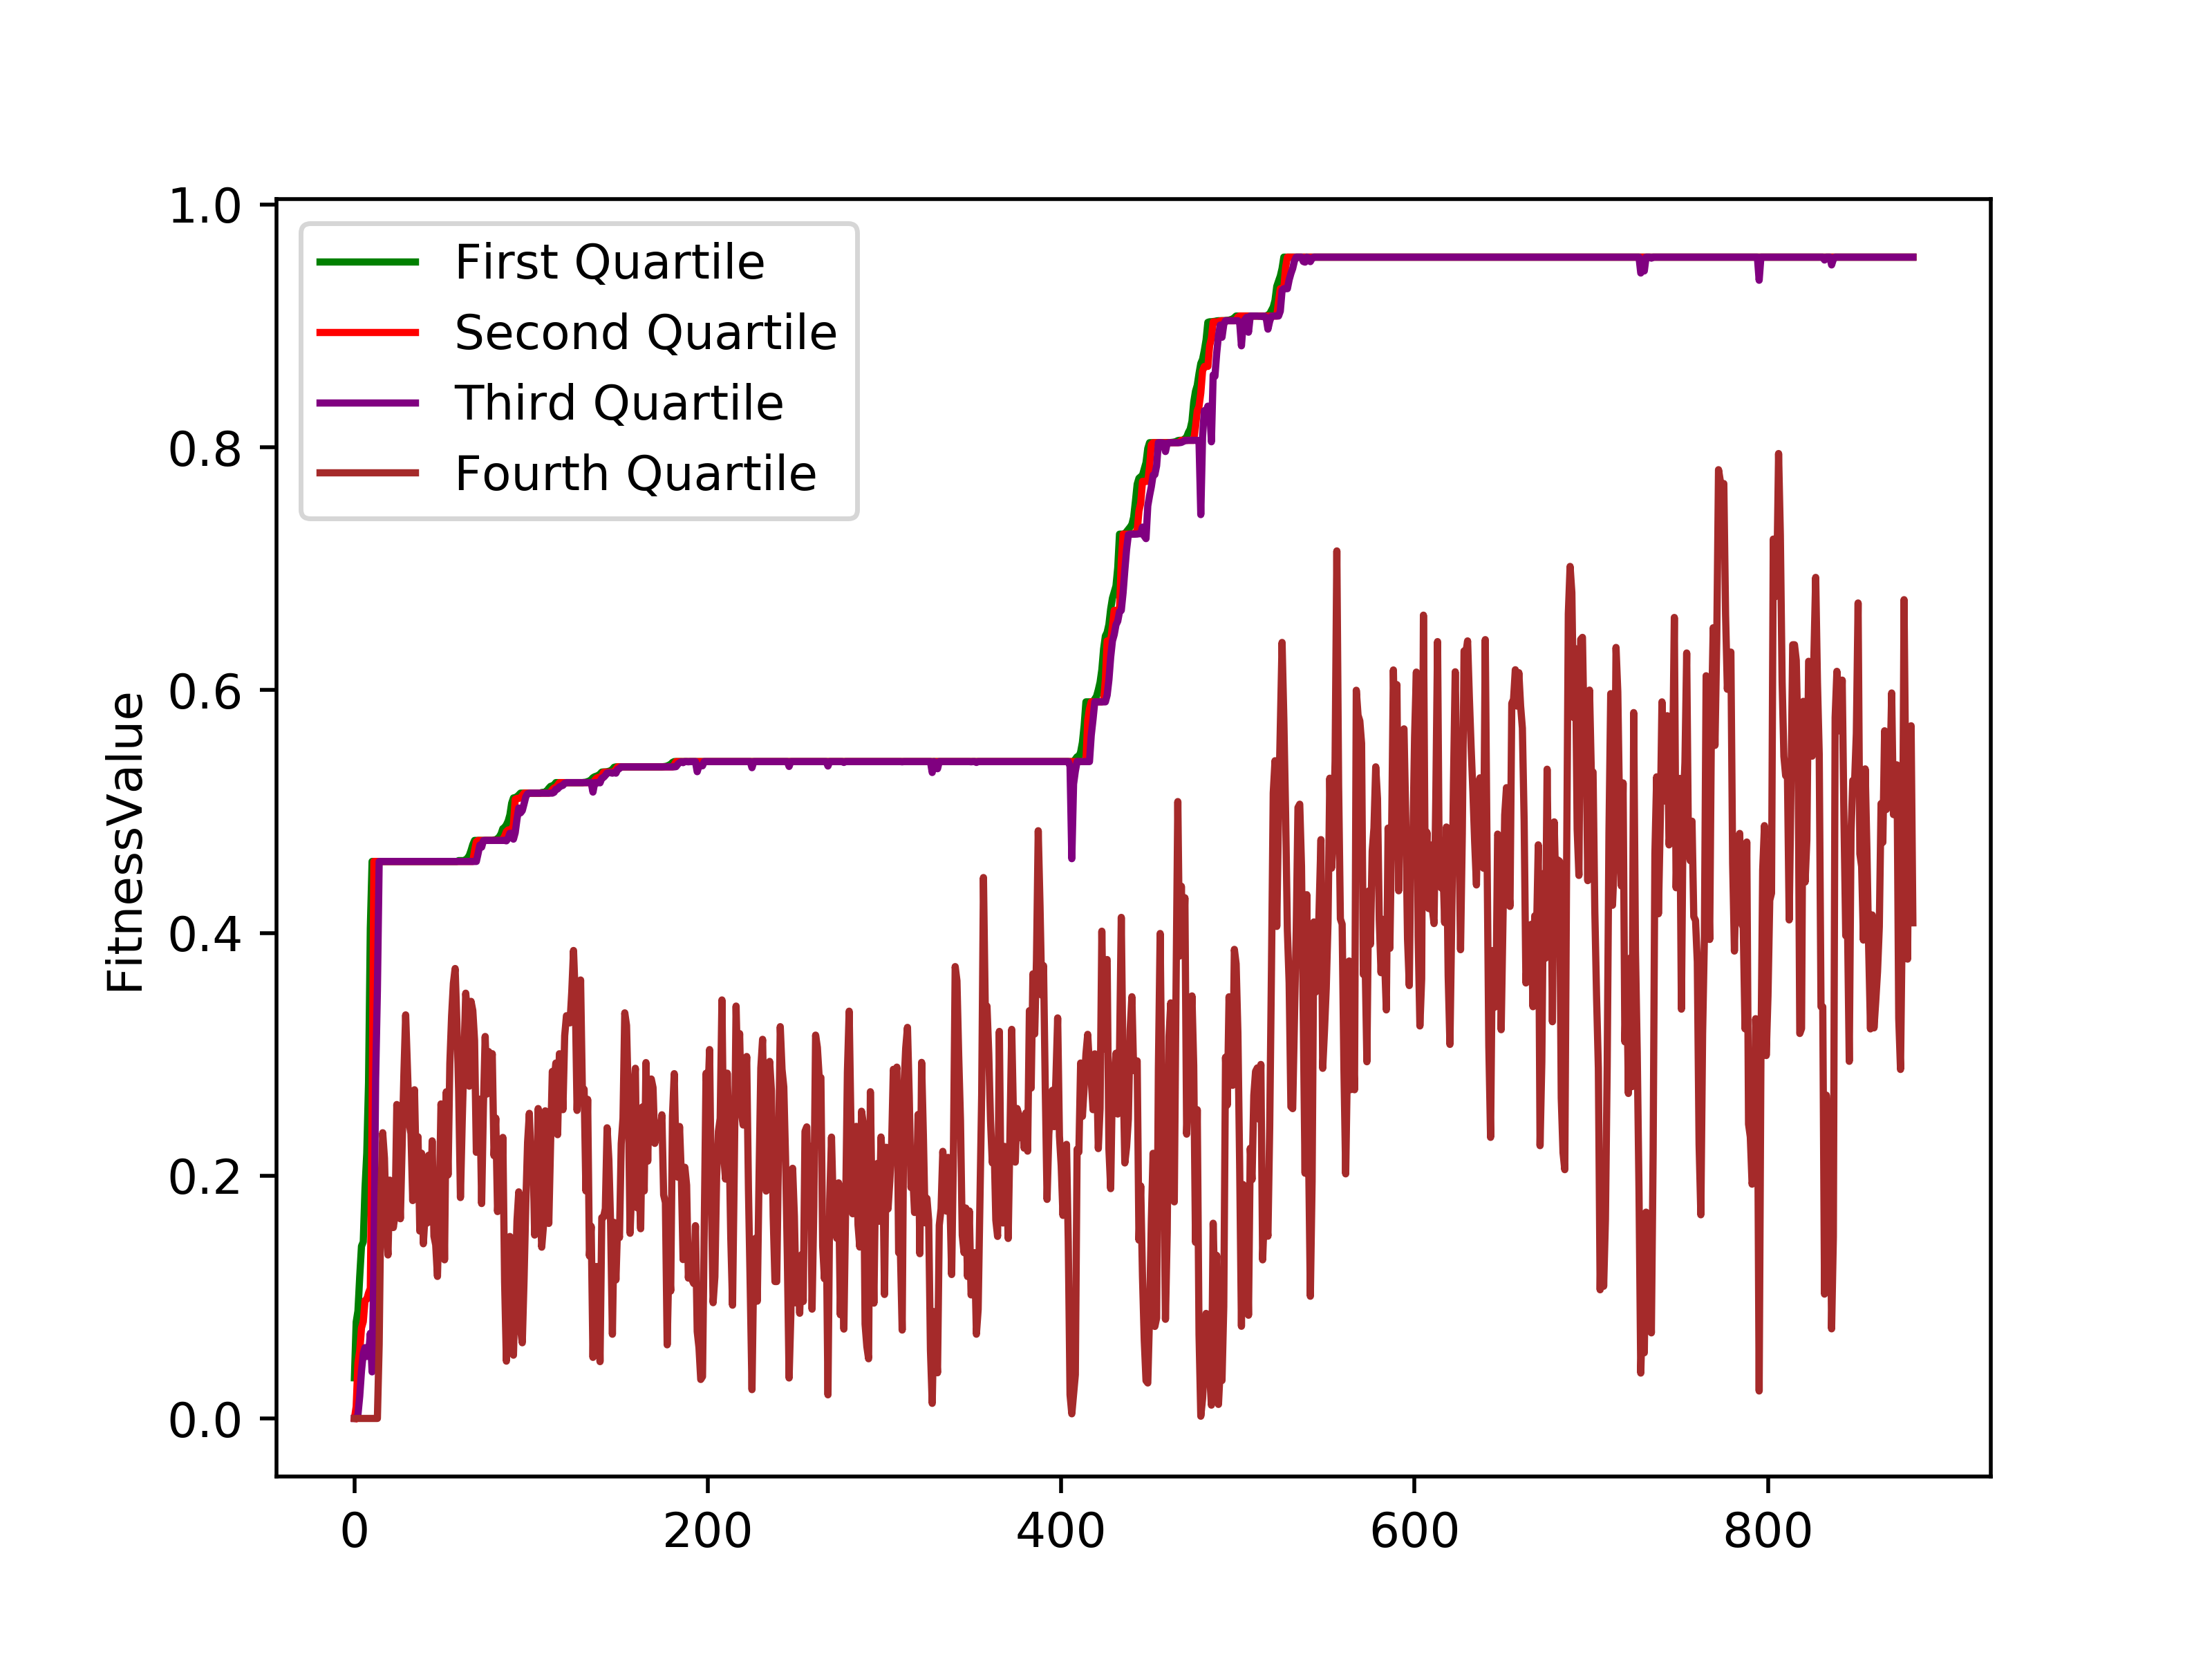 1.0
0.8
0.6
0.4
0.2
0.0
FitnessValue
First Quartile
Second Quartile
Third Quartile
Fourth Quartile
0 200 400 600 800